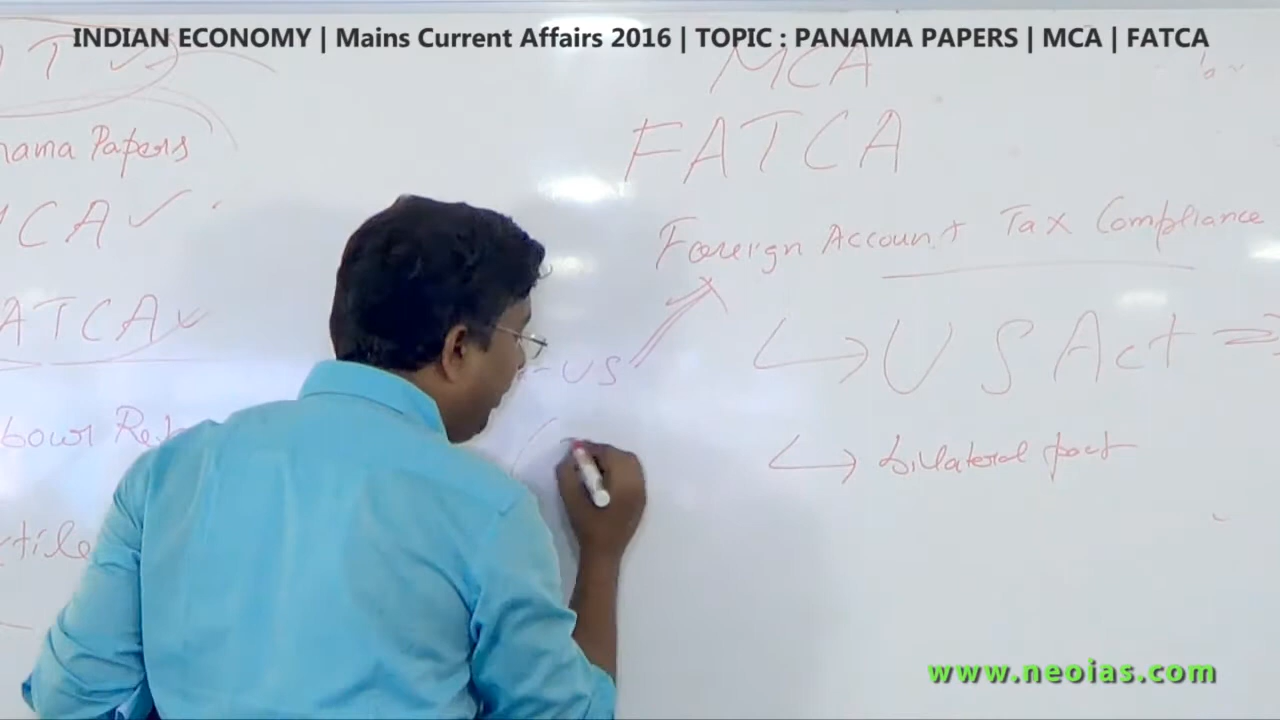 INDIAN ECONOMY | Mains Current Affairs 2016 | TOPIC : PANAMA PAPERS | MCA | FATCA
nama Papers
CA
ATCA
bour Ref
tile
MCA
FATCA
Foreign Account Tax Compliance
US Act
- US
billateral pact
www.neoias.com